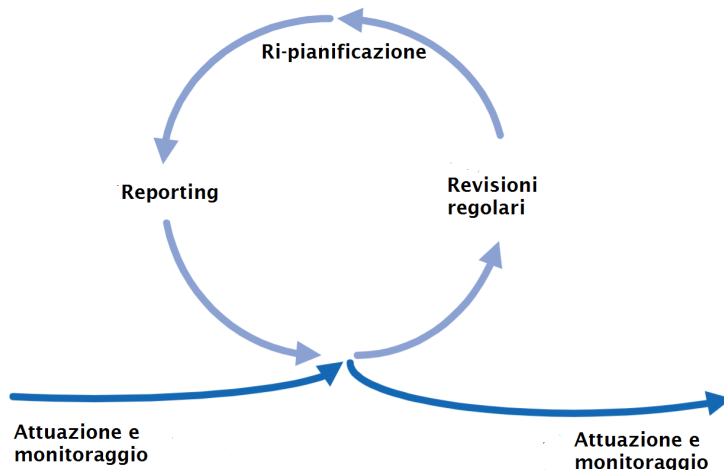 Ri-pianificazione
Reporting
Revisioni
regolari
Attuazione e
monitoraggio
Attuazione e
monitoraggio